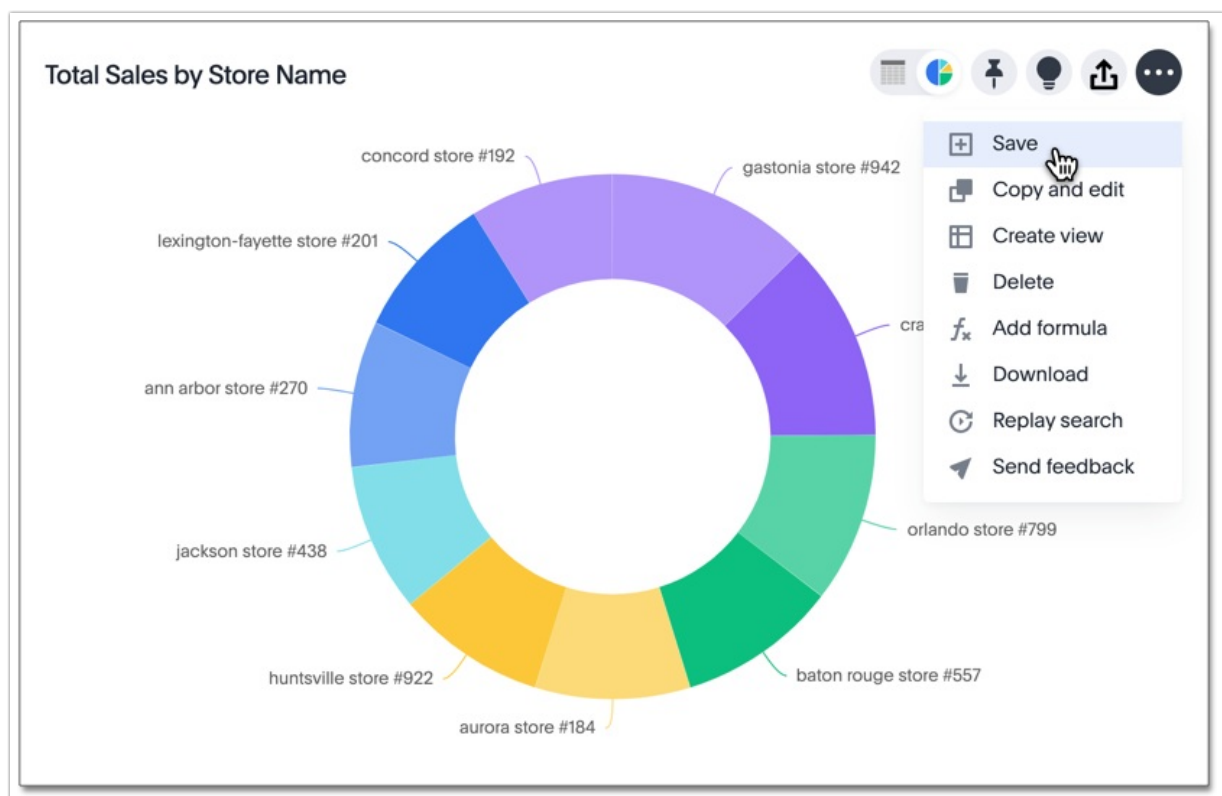 Total Sales by Store Name
Save
Copy and edit
Create view
Delete
Add formula
Download
Replay search
Send feedback
concord store #192
gastonia store #942
lexington-fayette store #201
cra
ann arbor store #270
orlando store #799
jackson store #438
baton rouge store #557
huntsville store #922
aurora store #184